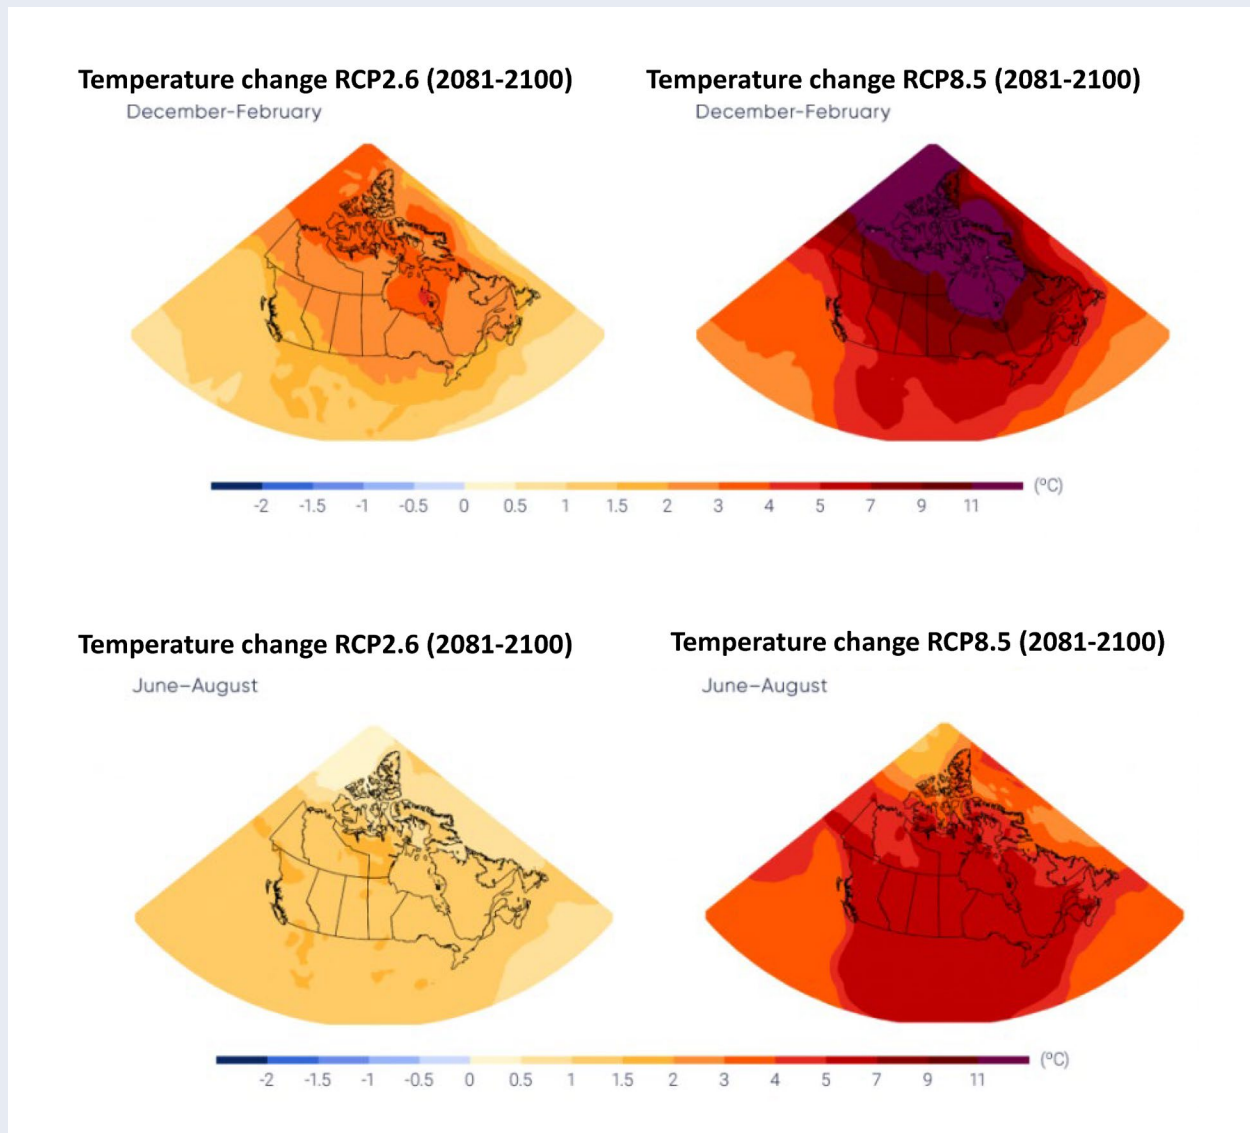 Temperature change RCP2.6 (2081-2100)
December-February
Temperature change RCP8.5 (2081-2100)
December-February
-2 -1.5 -1 -0.5 0 0.5 1 1.5 2 3 4 5 7 9 11 (ºC)
Temperature change RCP2.6 (2081-2100)
June–August
Temperature change RCP8.5 (2081-2100)
June–August
-2 -1.5 -1 -0.5 0 0.5 1 1.5 2 3 4 5 7 9 11 (ºC)